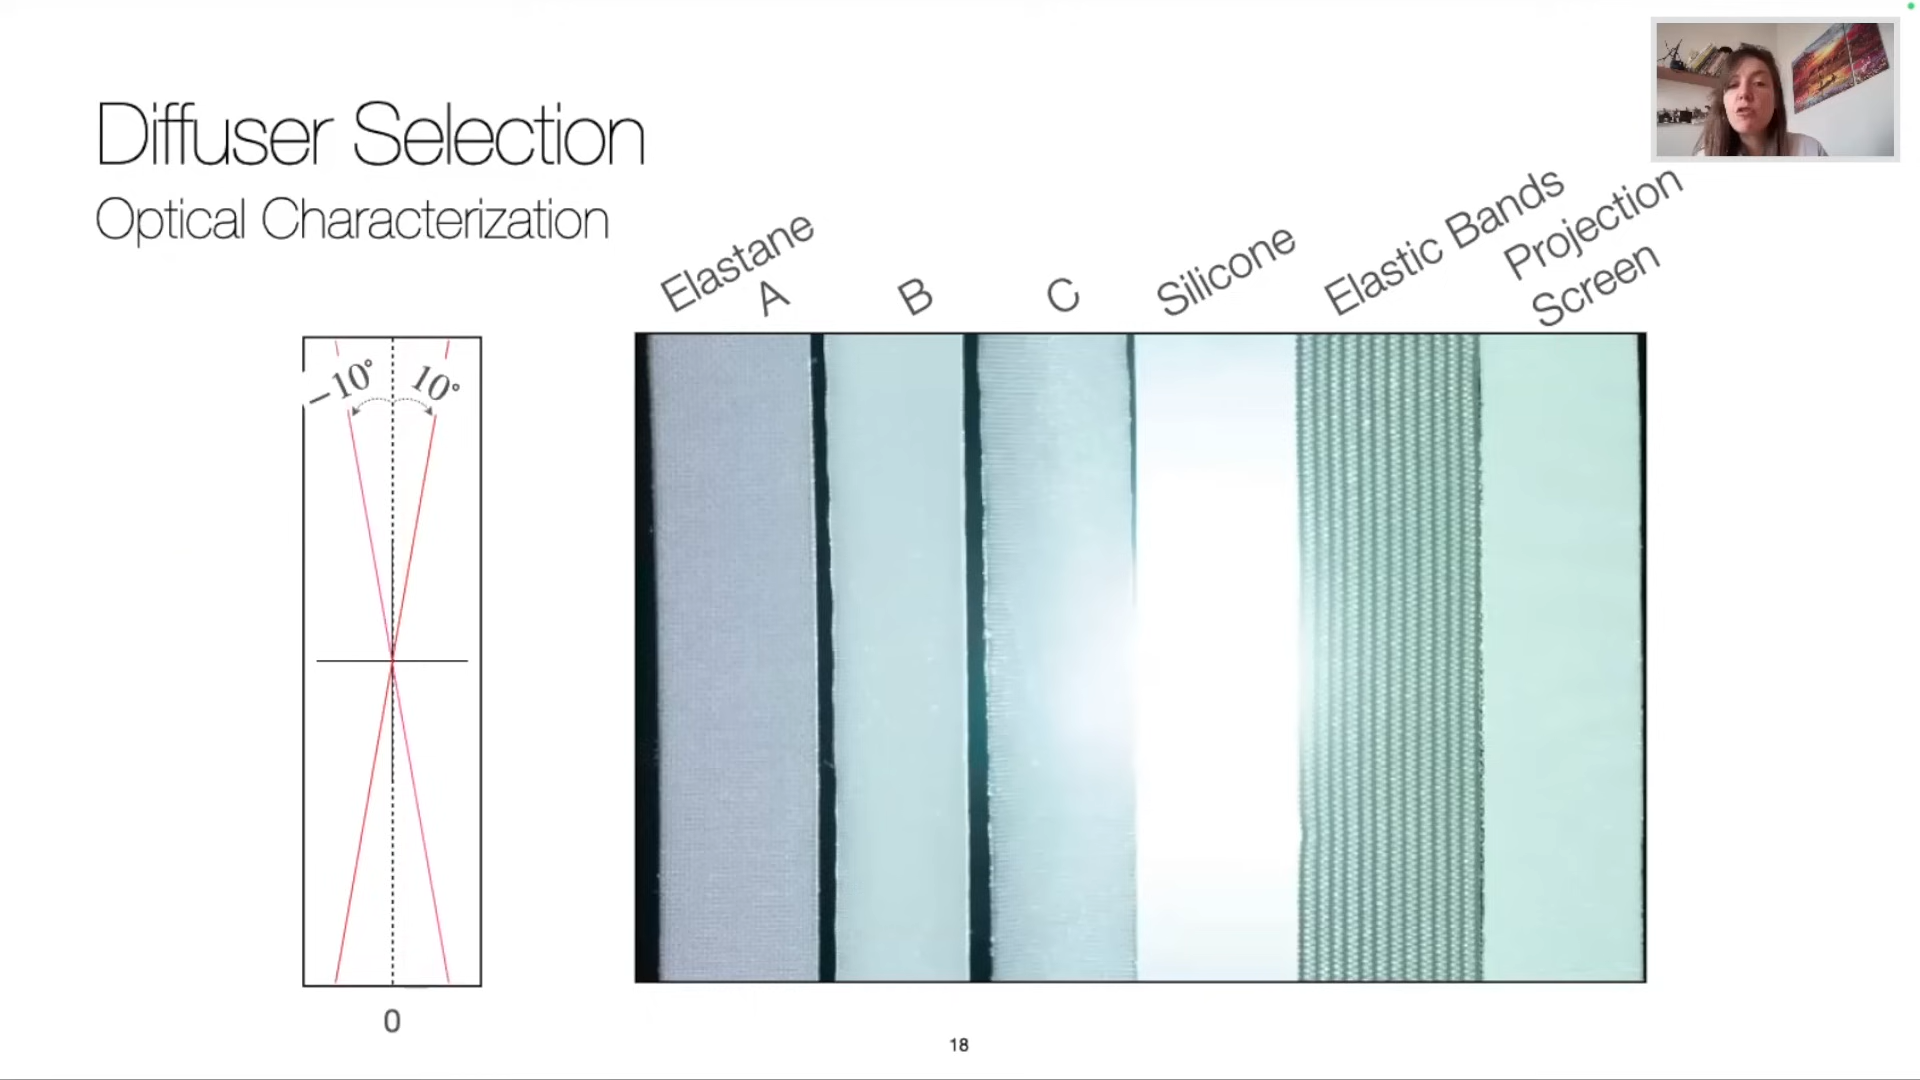 Diffuser Selection
Optical Characterization
Elastane
A
B
C
Silicone
Elastic Bands
Projection
Screen
−10°
10°
0
18